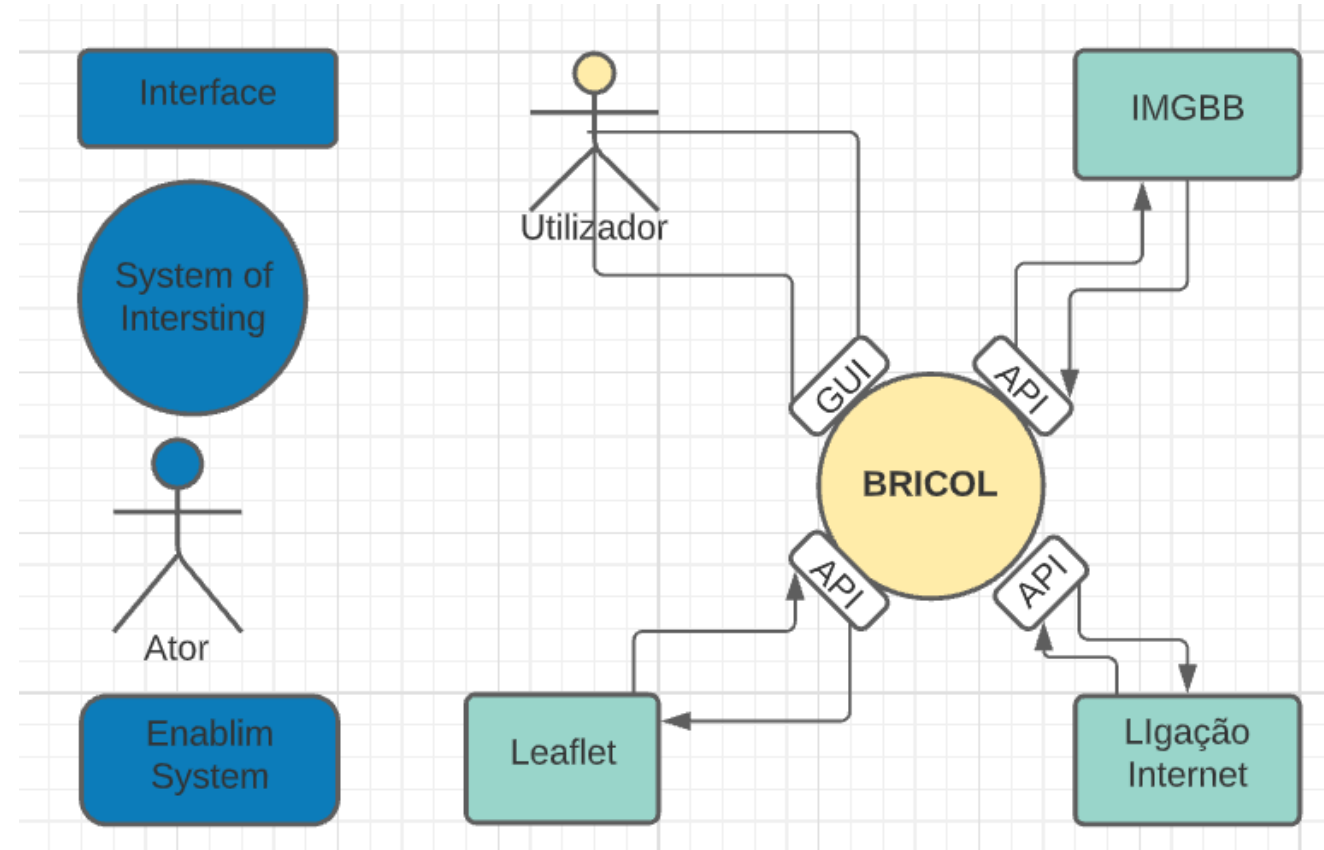 Interface
System of
Intersting
Ator
Enablim
System
Utilizador
IMGBB
GUI
API
BRICOL
API
API
Leaflet
LIgação
Internet